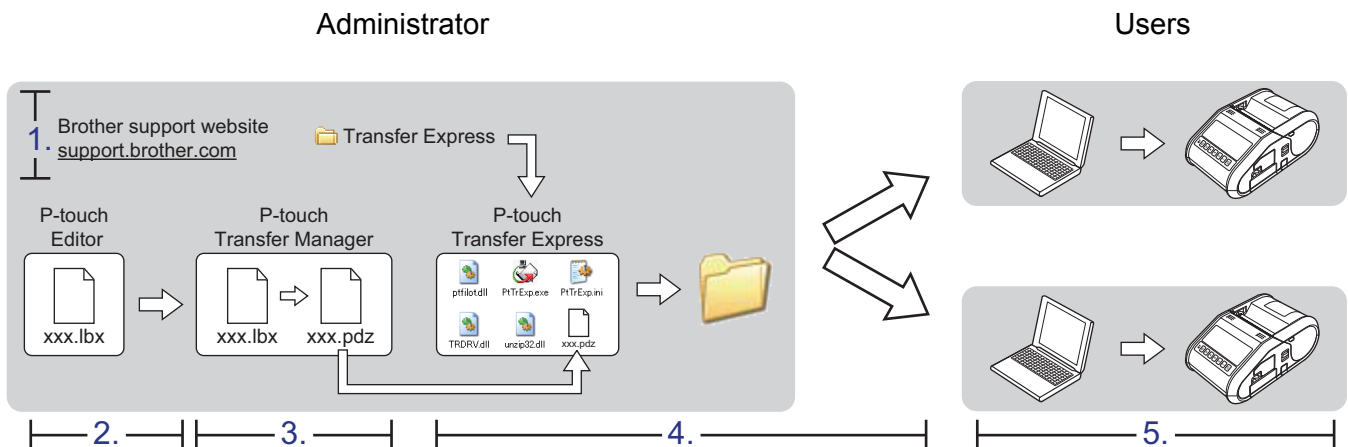 Administrator
Users
1.
Brother support website
support.brother.com
Transfer Express
P-touch
Editor
P-touch
Transfer Manager
P-touch
Transfer Express
xxx.lbx
xxx.lbx
xxx.pdz
ptfilot.dll
PtTrExp.exe
PtTrExp.ini
TRDRV.dll
unzip32.dll
xxx.pdz
2.
3.
4.
5.